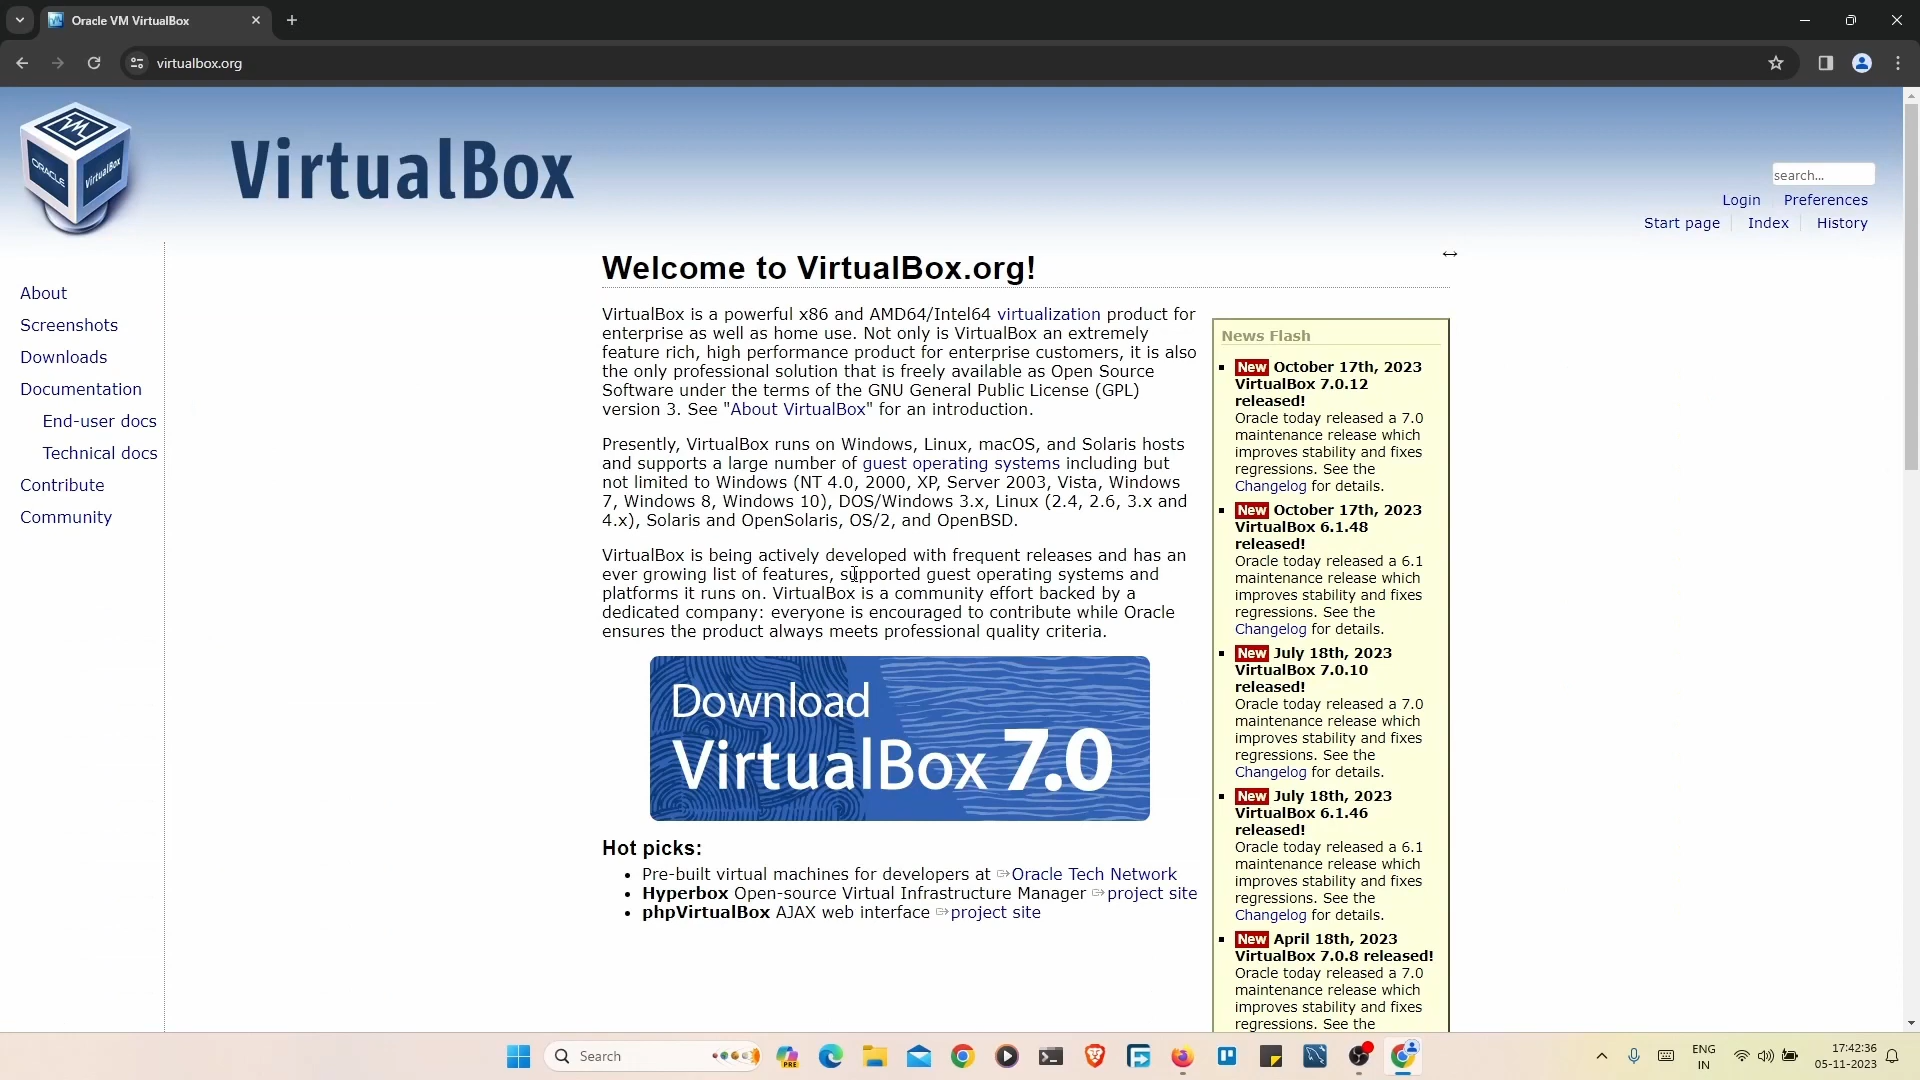 Oracle VM VirtualBox
virtualbox.org
ORACLE
VirtualBox
VirtualBox
search...
Login
Preferences
Start page
Index
History
About
Screenshots
Downloads
Documentation
End-user docs
Technical docs
Contribute
Community
Welcome to VirtualBox.org!
VirtualBox is a powerful x86 and AMD64/Intel64 virtualization product for
enterprise as well as home use. Not only is VirtualBox an extremely
feature rich, high performance product for enterprise customers, it is also
the only professional solution that is freely available as Open Source
Software under the terms of the GNU General Public License (GPL)
version 3. See "About VirtualBox" for an introduction.
Presently, VirtualBox runs on Windows, Linux, macOS, and Solaris hosts
and supports a large number of guest operating systems including but
not limited to Windows (NT 4.0, 2000, XP, Server 2003, Vista, Windows
7, Windows 8, Windows 10), DOS/Windows 3.x, Linux (2.4, 2.6, 3.x and
4.x), Solaris and OpenSolaris, OS/2, and OpenBSD.
VirtualBox is being actively developed with frequent releases and has an
ever growing list of features, supported guest operating systems and
platforms it runs on. VirtualBox is a community effort backed by a
dedicated company: everyone is encouraged to contribute while Oracle
ensures the product always meets professional quality criteria.
Download
VirtualBox 7.0
Hot picks:
Pre-built virtual machines for developers at Oracle Tech Network
Hyperbox Open-source Virtual Infrastructure Manager project site
phpVirtualBox AJAX web interface project site
News Flash
New October 17th, 2023
VirtualBox 7.0.12
released!
Oracle today released a 7.0
maintenance release which
improves stability and fixes
regressions. See the
Changelog for details.
New October 17th, 2023
VirtualBox 6.1.48
released!
Oracle today released a 6.1
maintenance release which
improves stability and fixes
regressions. See the
Changelog for details.
New July 18th, 2023
VirtualBox 7.0.10
released!
Oracle today released a 7.0
maintenance release which
improves stability and fixes
regressions. See the
Changelog for details.
New July 18th, 2023
VirtualBox 6.1.46
released!
Oracle today released a 6.1
maintenance release which
improves stability and fixes
regressions. See the
Changelog for details.
New April 18th, 2023
VirtualBox 7.0.8 released!
Oracle today released a 7.0
maintenance release which
improves stability and fixes
regressions. See the
Search
PRE
ENG
IN
17:42:36
05-11-2023